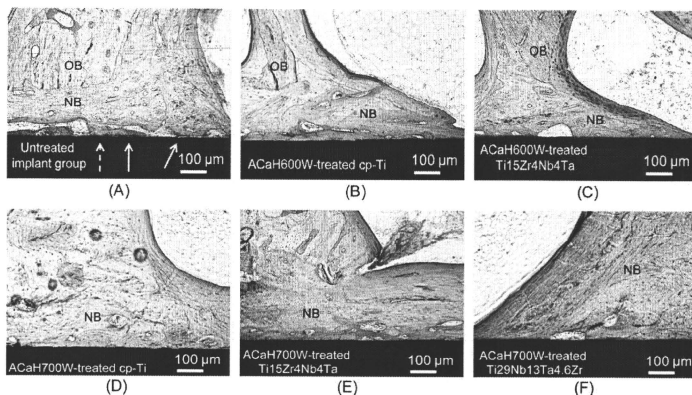 OB
NB
Untreated
implant group
100 µm
(A)
OB
NB
ACaH600W-treated cp-Ti
100 µm
(B)
OB
NB
ACaH600W-treated
Ti15Zr4Nb4Ta
100 µm
(C)
NB
ACaH700W-treated cp-Ti
100 µm
(D)
NB
ACaH700W-treated
Ti15Zr4Nb4Ta
100 µm
(E)
NB
ACaH700W-treated
Ti29Nb13Ta4.6Zr
100 µm
(F)